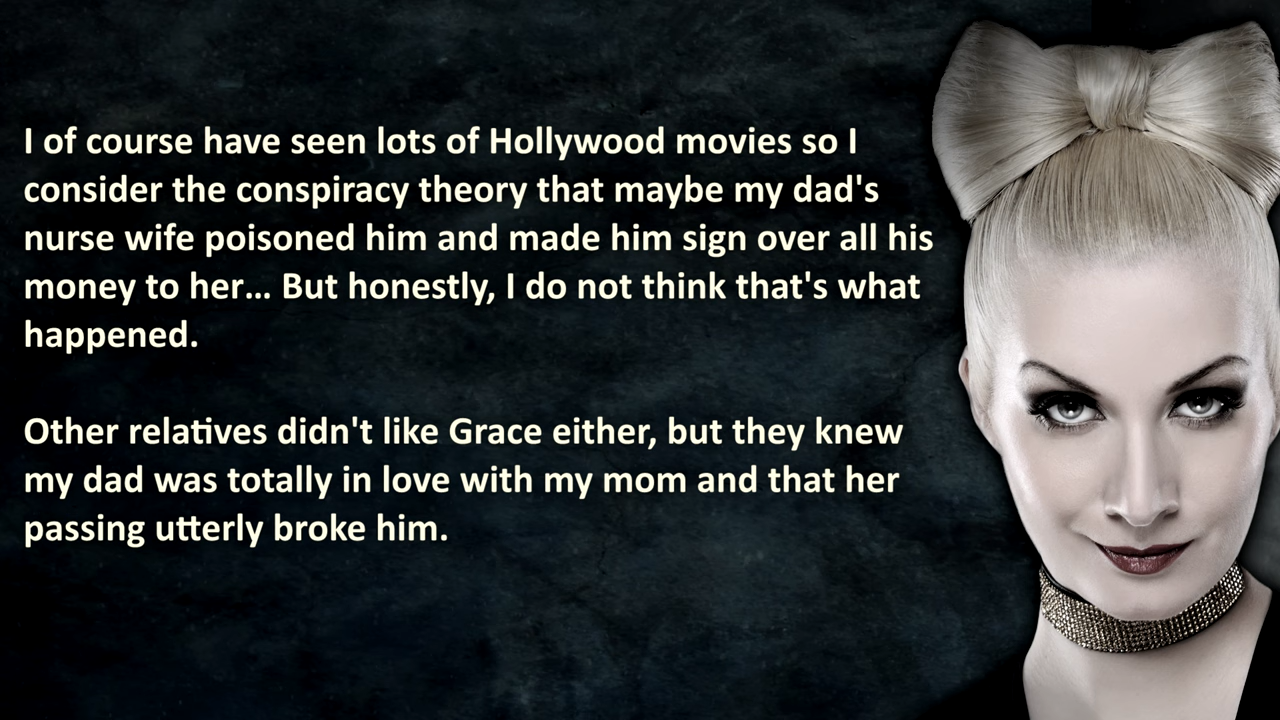 I of course have seen lots of Hollywood movies so I
consider the conspiracy theory that maybe my dad's
nurse wife poisoned him and made him sign over all his
money to her... But honestly, I do not think that's what
happened.
Other relatives didn't like Grace either, but they knew
my dad was totally in love with my mom and that her
passing utterly broke him.